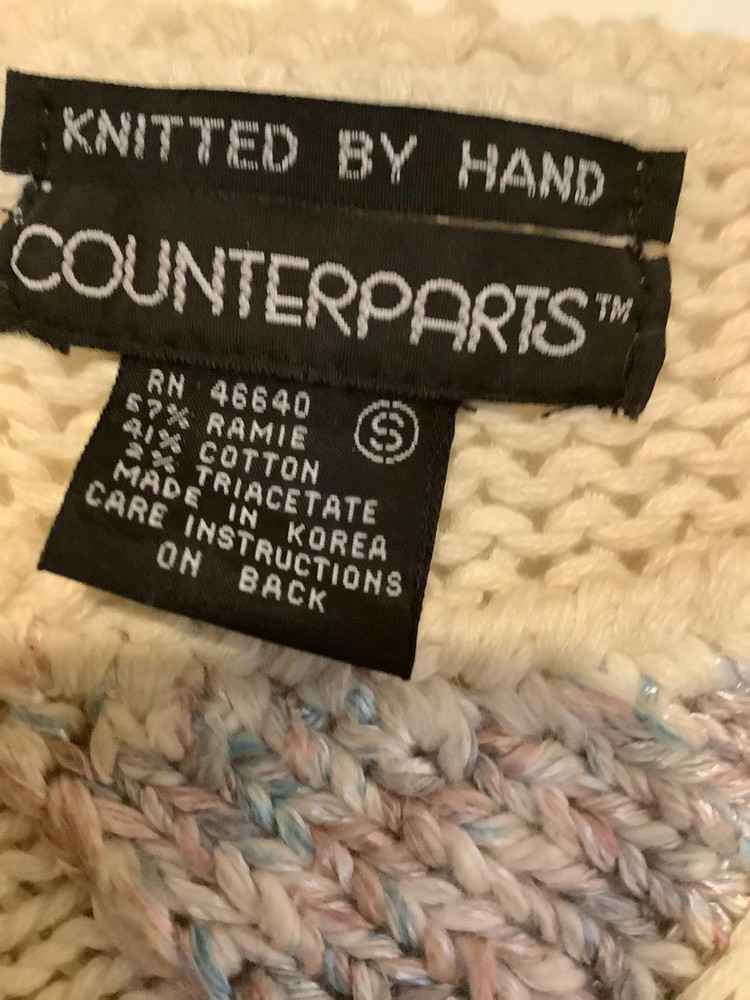 KNITTED BY HAND
COUNTERPARTS™
RN 46640
57% RAMIE
41% COTTON
2% TRIACETATE
MADE IN KOREA
CARE INSTRUCTIONS
ON BACK
S